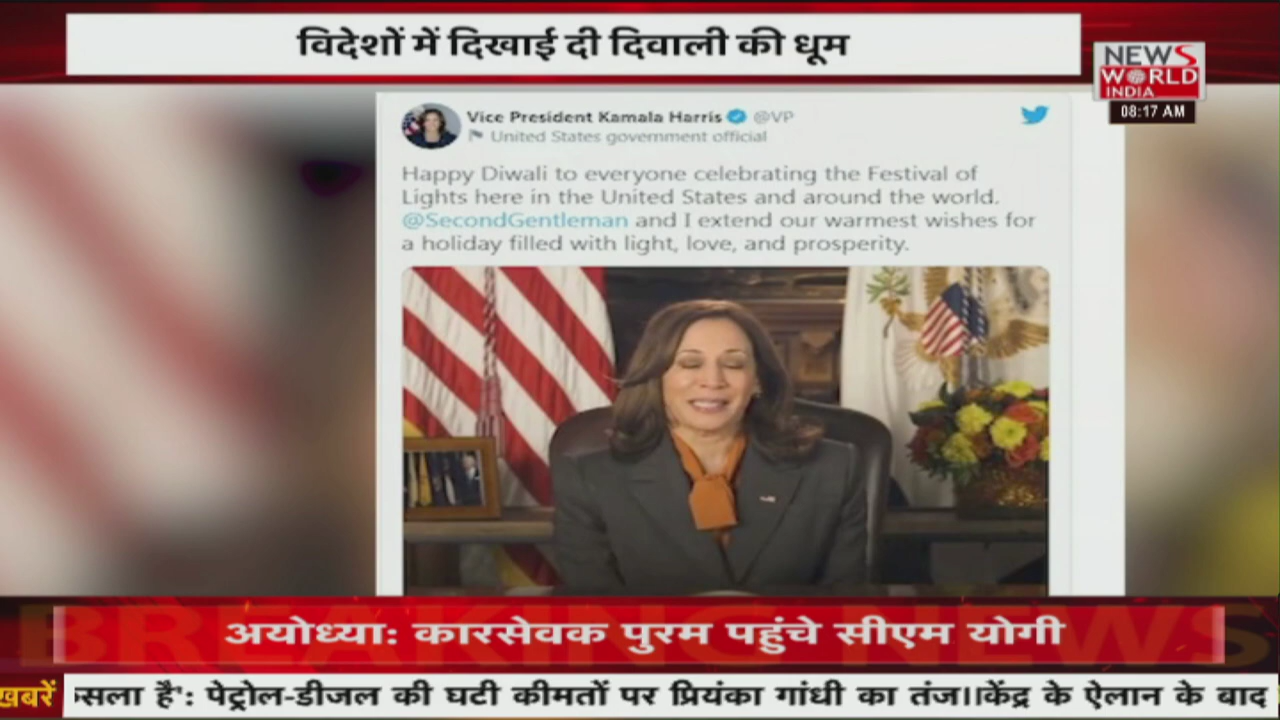 विदेशों में दिखाई दी दिवाली की धूम
NEWS
WORLD
INDIA
08:17 AM
Vice President Kamala Harris @VP
United States government official
Happy Diwali to everyone celebrating the Festival of
Lights here in the United States and around the world.
@SecondGentleman and I extend our warmest wishes for
a holiday filled with light, love, and prosperity.
BREAKING NEWS
अयोध्या: कारसेवक पुरम पहुंचे सीएम योगी
खबरें
है': पेट्रोल-डीजल की घटी कीमतों पर प्रियंका गांधी का तंज।।केंद्र के ऐलान के बाद